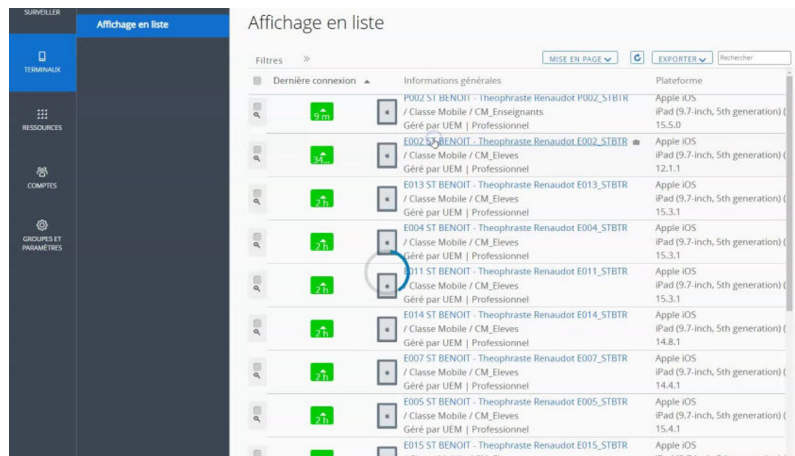 SURVEILLER
Affichage en liste
Affichage en liste
TERMINAUX
RESSOURCES
COMPTES
GROUPES ET
PARAMÈTRES
Filtres »
MISE EN PAGE
EXPORTER
Rechercher
Dernière connexion
Informations générales
Plateforme
9 m
P002 ST BENOIT - Theophraste Renaudot P002_STBTR
/ Classe Mobile / CM_Enseignants
Géré par UEM | Professionnel
Apple iOS
iPad (9.7-inch, 5th generation) (
15.5.0
34...
E002 ST BENOIT - Theophraste Renaudot E002_STBTR
/ Classe Mobile / CM_Eleves
Géré par UEM | Professionnel
Apple iOS
iPad (9.7-inch, 5th generation) (
12.1.1
2 h
E013 ST BENOIT - Theophraste Renaudot E013_STBTR
/ Classe Mobile / CM_Eleves
Géré par UEM | Professionnel
Apple iOS
iPad (9.7-inch, 5th generation) (
15.3.1
2 h
E004 ST BENOIT - Theophraste Renaudot E004_STBTR
/ Classe Mobile / CM_Eleves
Géré par UEM | Professionnel
Apple iOS
iPad (9.7-inch, 5th generation) (
15.3.1
2 h
E011 ST BENOIT - Theophraste Renaudot E011_STBTR
/ Classe Mobile / CM_Eleves
Géré par UEM | Professionnel
Apple iOS
iPad (9.7-inch, 5th generation) (
15.3.1
2 h
E014 ST BENOIT - Theophraste Renaudot E014_STBTR
/ Classe Mobile / CM_Eleves
Géré par UEM | Professionnel
Apple iOS
iPad (9.7-inch, 5th generation) (
14.8.1
2 h
E007 ST BENOIT - Theophraste Renaudot E007_STBTR
/ Classe Mobile / CM_Eleves
Géré par UEM | Professionnel
Apple iOS
iPad (9.7-inch, 5th generation) (
14.4.1
2 h
E005 ST BENOIT - Theophraste Renaudot E005_STBTR
/ Classe Mobile / CM_Eleves
Géré par UEM | Professionnel
Apple iOS
iPad (9.7-inch, 5th generation) (
15.4.1
E015 ST BENOIT - Theophraste Renaudot E015_STBTR
Apple iOS